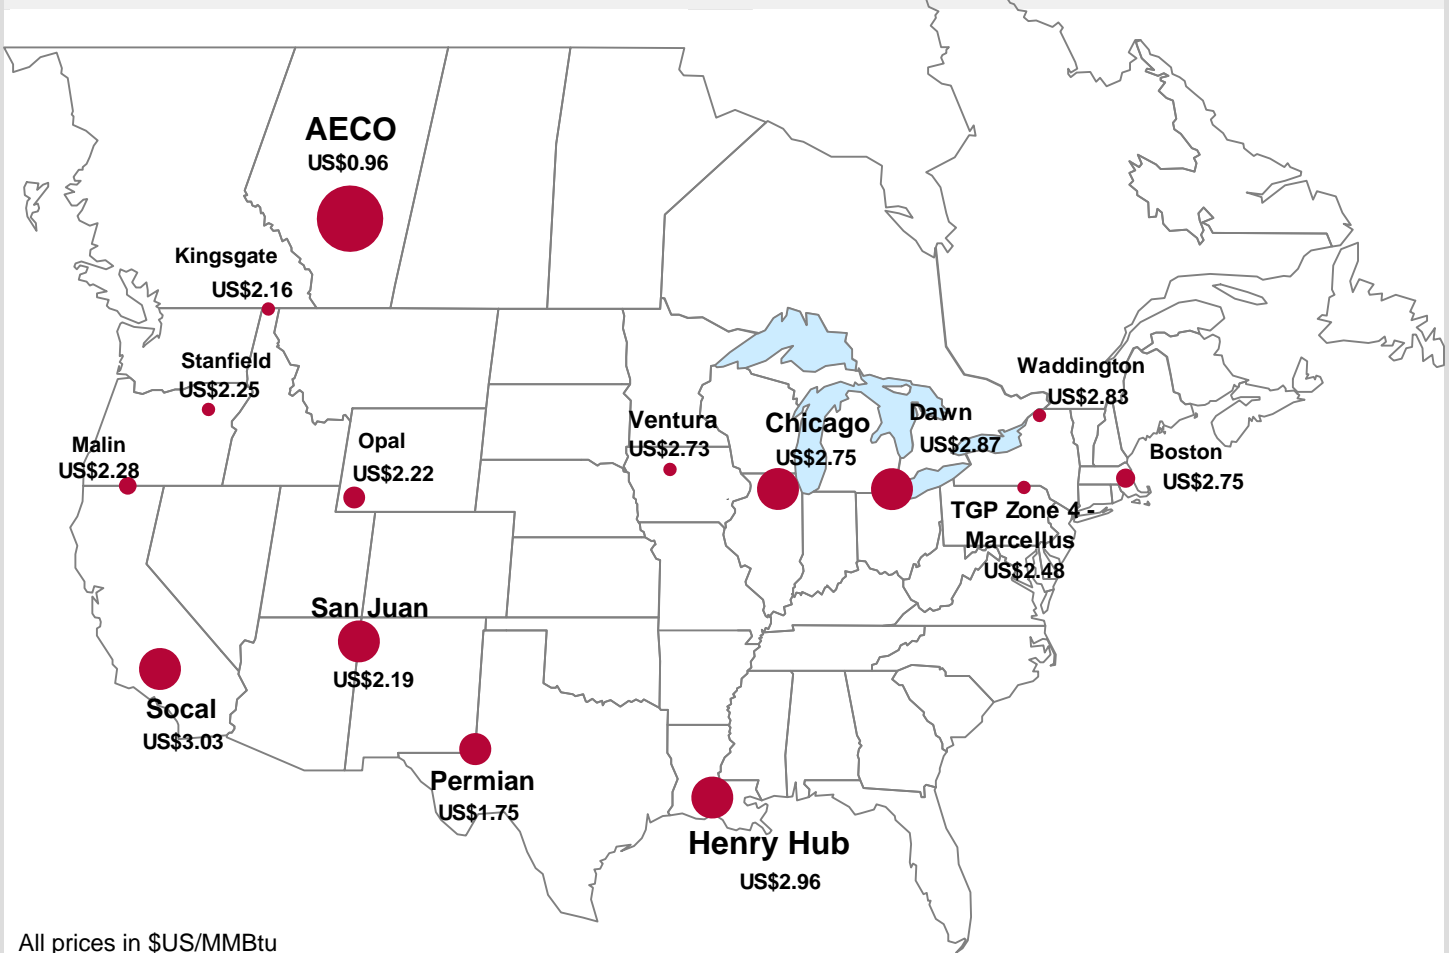 AECO
US$0.96
Kingsgate
US$2.16
Stanfield
US$2.25
Malin
US$2.28
Opal
US$2.22
Ventura
US$2.73
Chicago
US$2.75
Dawn
US$2.87
Waddington
US$2.83
Boston
US$2.75
TGP Zone 4 -
Marcellus
US$2.48
San Juan
US$2.19
Socal
US$3.03
Permian
US$1.75
Henry Hub
US$2.96
All prices in $US/MMBtu